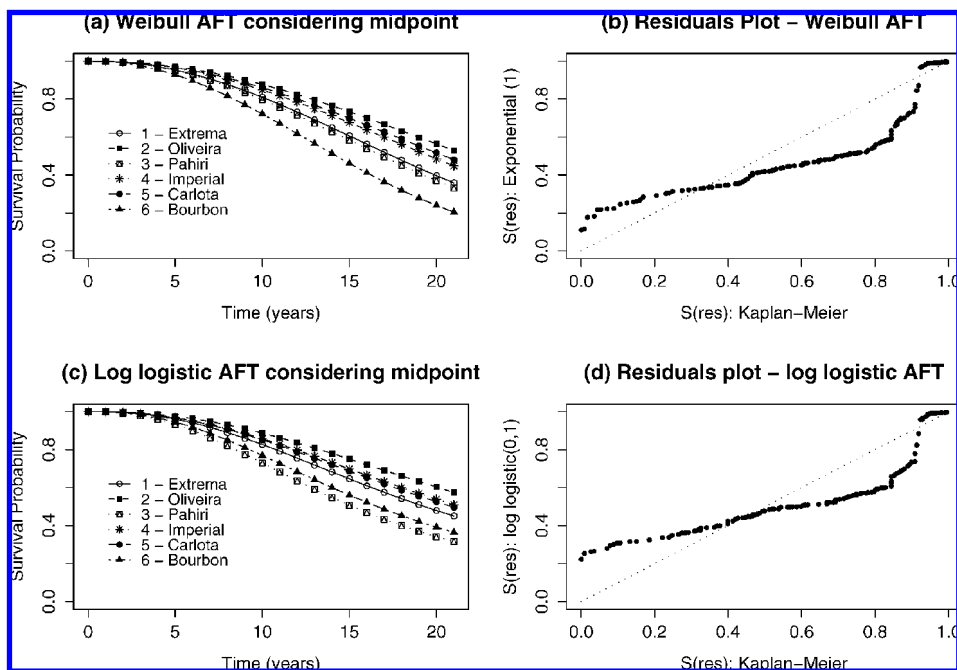 (a) Weibull AFT considering midpoint
Survival Probability
0.0 0.4 0.8
1 − Extrema
2 − Oliveira
3 − Pahiri
4 − Imperial
5 − Carlota
6 − Bourbon
0 5 10 15 20
Time (years)
(b) Residuals Plot − Weibull AFT
S(res): Exponential (1)
0.0 0.4 0.8
0.0 0.2 0.4 0.6 0.8 1.0
S(res): Kaplan−Meier
(c) Log logistic AFT considering midpoint
Survival Probability
0.0 0.4 0.8
1 − Extrema
2 − Oliveira
3 − Pahiri
4 − Imperial
5 − Carlota
6 − Bourbon
0 5 10 15 20
Time (years)
(d) Residuals plot − log logistic AFT
S(res): log logistic(0,1)
0.0 0.4 0.8
0.0 0.2 0.4 0.6 0.8 1.0
S(res): Kaplan−Meier